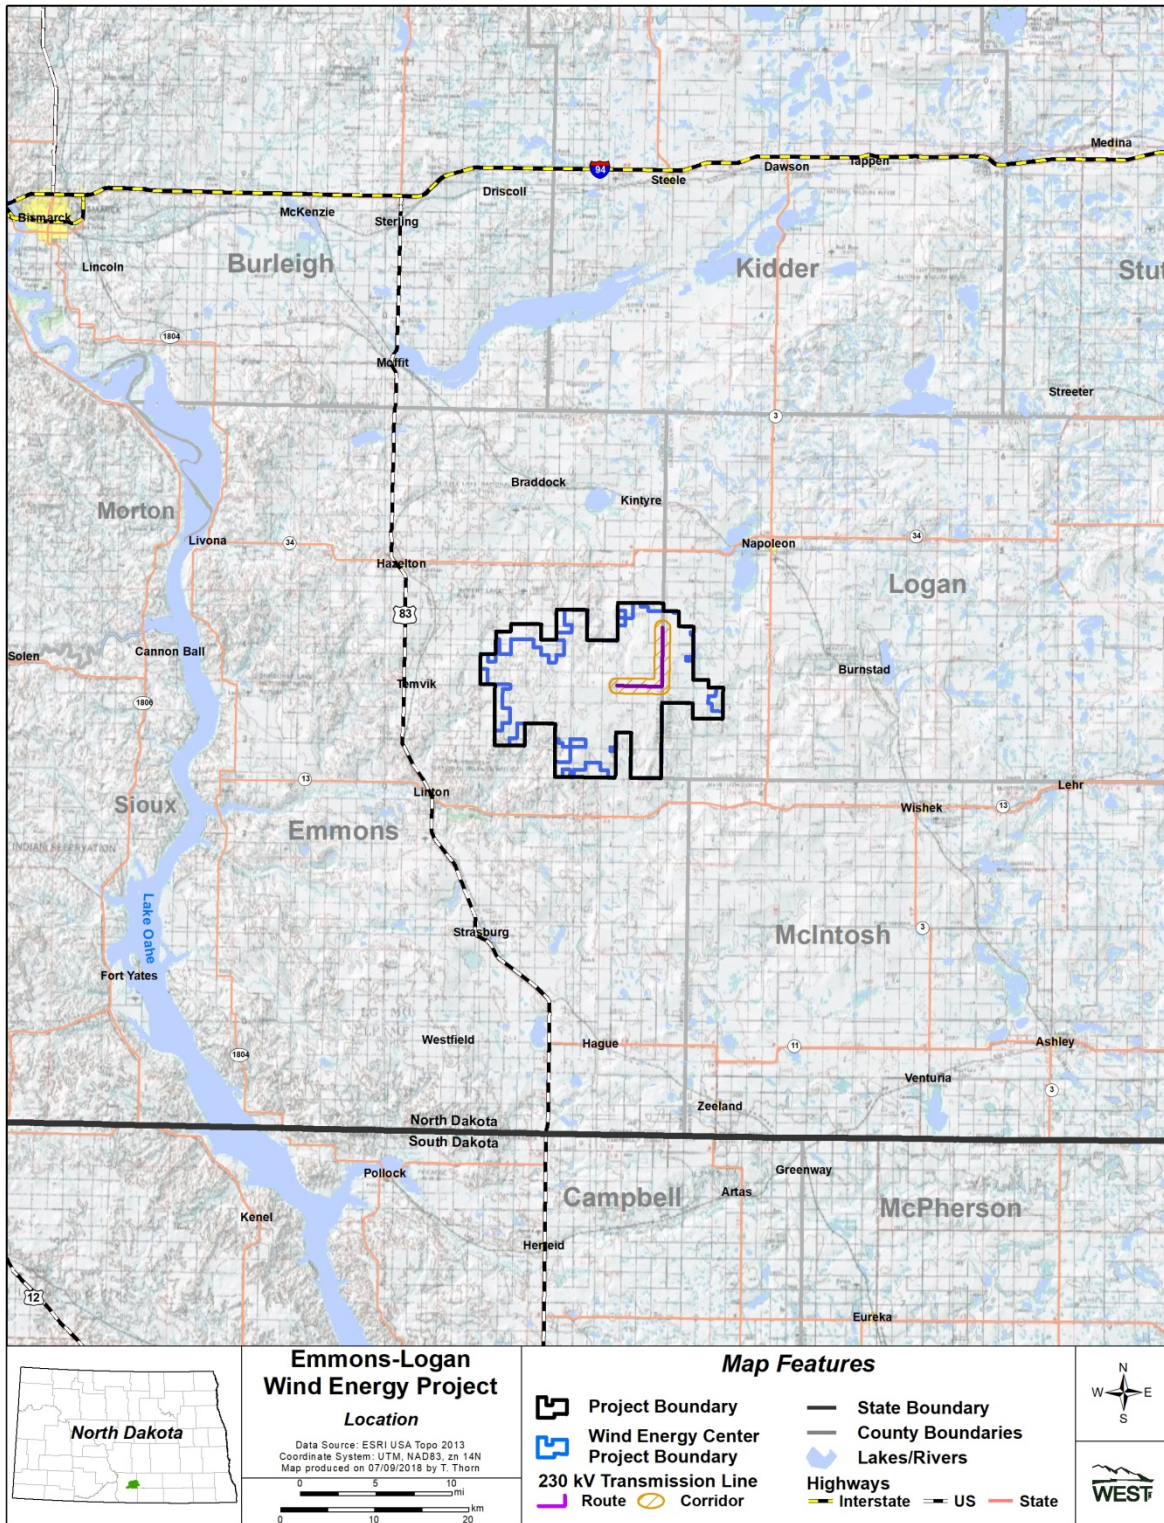 Medina
Tappen
Dawson
94
Steele
Driscoll
McKenzie
Bismarck
Sterling
Lincoln
Burleigh
Kidder
Stut
1804
Moffit
Streeter
3
Braddock
Kintyre
Morton
Livona
34
Napoleon
34
Hazelton
Logan
83
Cannon Ball
Solen
Burnstad
Temvik
1806
13
Linton
Lehr
Sioux
Wishek
13
Emmons
INDIAN RESERVATION
Lake Oahe
3
Strasburg
McIntosh
Fort Yates
Westfield
Hague
11
Ashley
1804
Venturia
3
Zeeland
North Dakota
South Dakota
Pollock
Greenway
Artas
Campbell
McPherson
Kenel
Herreid
12
Eureka
North Dakota
Emmons-Logan
Wind Energy Project
Location
Data Source: ESRI USA Topo 2013
Coordinate System: UTM, NAD83, zn 14N
Map produced on 07/09/2018 by T. Thorn
0 5 10
mi
km
0 10 20
Map Features
Project Boundary
Wind Energy Center
Project Boundary
230 kV Transmission Line
Route Corridor
State Boundary
County Boundaries
Lakes/Rivers
Highways
Interstate US State
N
W E
S
WEST